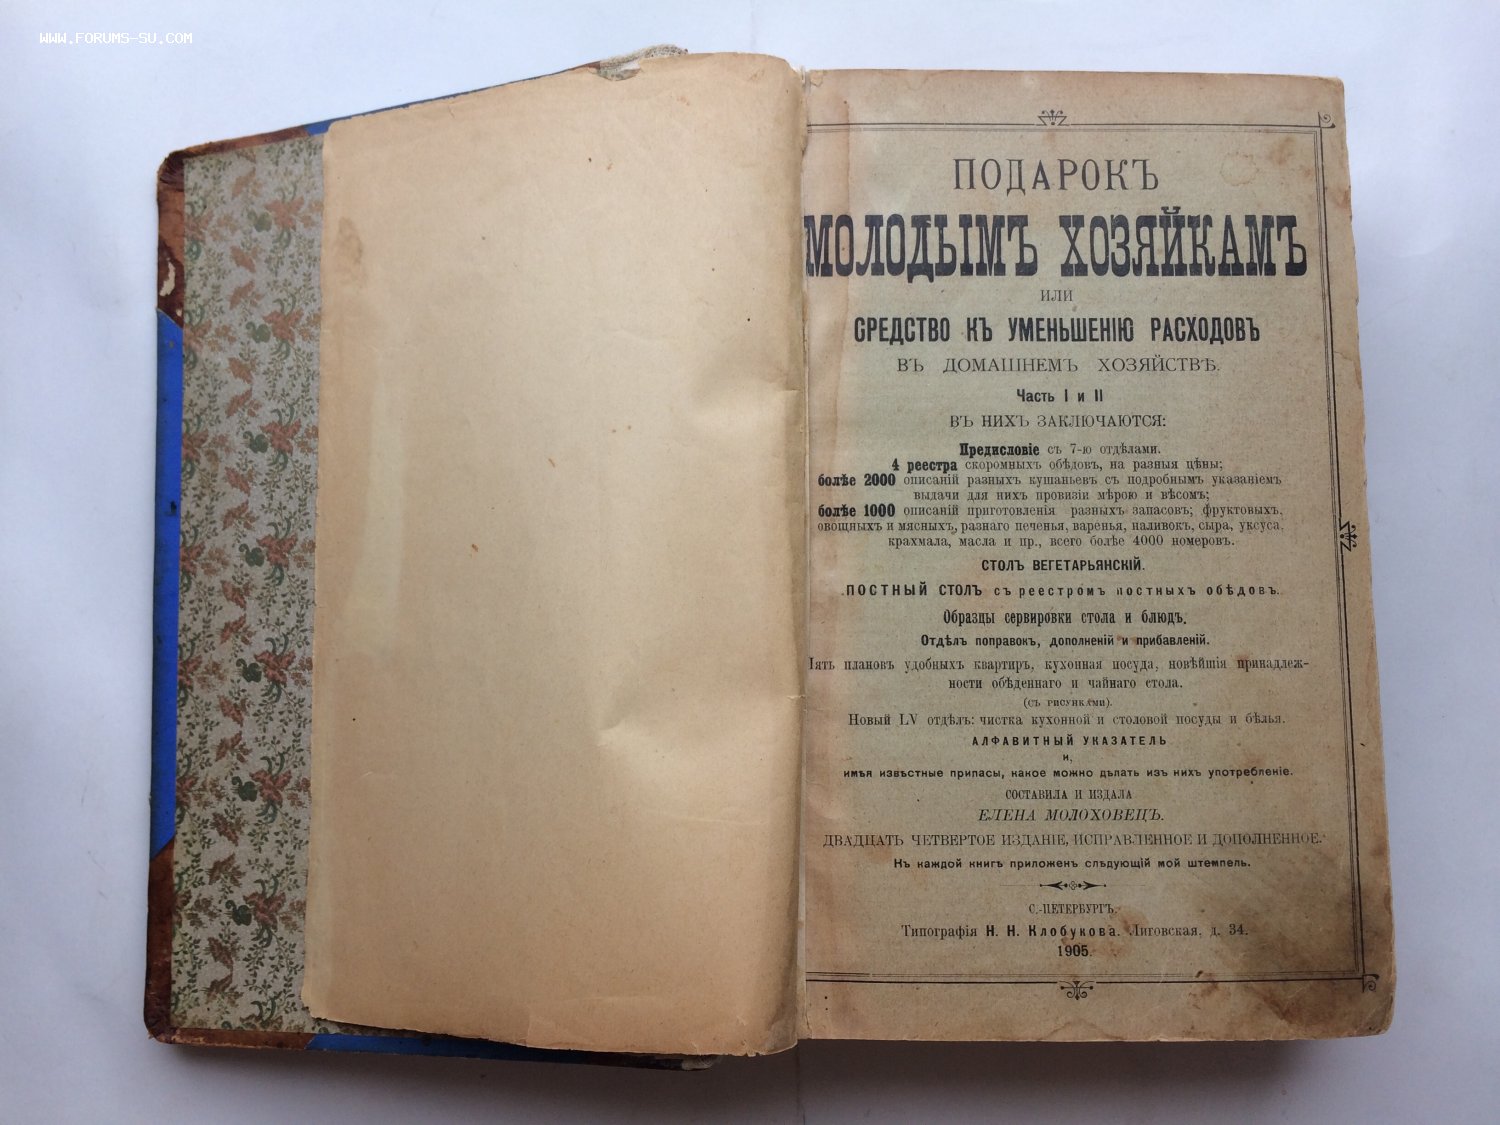 WWW.FORUMS-SU.COM
ПОДАРОКЪ
МОЛОДЫМЪ ХОЗЯЙКАМЪ
ИЛИ
СРЕДСТВО КЪ УМЕНЬШЕНІЮ РАСХОДОВЪ
ВЪ ДОМАШНЕМЪ ХОЗЯЙСТВѢ.
Часть I и II
ВЪ НИХЪ ЗАКЛЮЧАЮТСЯ:
Предисловіе съ 7-ю отдѣлами.
4 реестра скоромныхъ обѣдовъ, на разныя цѣны;
болѣе 2000 описаній разныхъ кушаньевъ съ подробнымъ указаніемъ
выдачи для нихъ провизіи мѣрою и вѣсомъ;
болѣе 1000 описаній приготовленія разныхъ запасовъ; фруктовыхъ,
овощныхъ и мясныхъ, разнаго печенья, варенья, наливокъ, сыра, уксуса,
крахмала, масла и пр., всего болѣе 4000 номеровъ.
СТОЛЪ ВЕГЕТАРЬЯНСКІЙ.
ПОСТНЫЙ СТОЛЪ съ реестромъ постныхъ обѣдовъ.
Образцы сервировки стола и блюдъ.
Отдѣлъ поправокъ, дополненій и прибавленій.
Пять плановъ удобныхъ квартиръ, кухонная посуда, новѣйшія принадлеж-
ности обѣденнаго и чайнаго стола.
(Съ рисунками).
Новый LV отдѣлъ: чистка кухонной и столовой посуды и бѣлья.
АЛФАВИТНЫЙ УКАЗАТЕЛЬ
и,
имѣя извѣстные припасы, какое можно дѣлать изъ нихъ употребленіе.
СОСТАВИЛА И ИЗДАЛА
ЕЛЕНА МОЛОХОВЕЦЪ.
ДВАДЦАТЬ ЧЕТВЕРТОЕ ИЗДАНІЕ, ИСПРАВЛЕННОЕ И ДОПОЛНЕННОЕ.
Къ каждой книгѣ приложенъ слѣдующій мой штемпель.
С.-ПЕТЕРБУРГЪ.
Типографія Н. Н. Клобукова. Лиговская, д. 34.
1905.